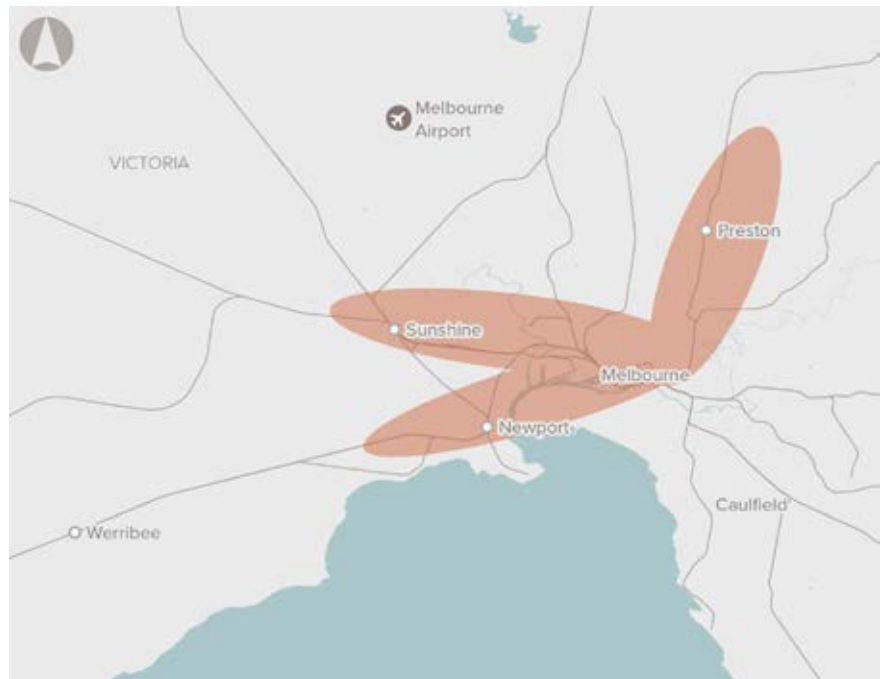 Melbourne
Airport
VICTORIA
Preston
Sunshine
Melbourne
Newport
Caulfield
Werribee